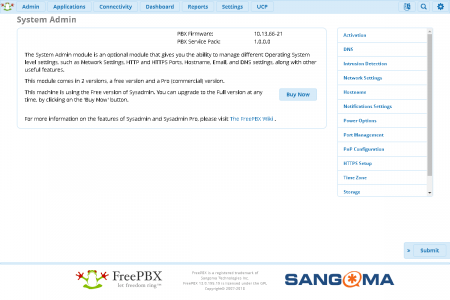 Admin Applications Connectivity Dashboard Reports Settings UCP
System Admin
PBX Firmware: 10.13.66-21
PBX Service Pack: 1.0.0.0
The System Admin module is an optional module that gives you the ability to manage different Operating System
level settings, such as Network Settings, HTTP and HTTPS Ports, Hostname, Email, and DNS settings, along with other
useful features.
This module comes in 2 versions, a free version and a Pro (commercial) version.
This machine is using the Free version of Sysadmin. You can upgrade to the Full version at any
time, by clicking on the 'Buy Now' button.
Buy Now
For more information on the features of Sysadmin and Sysadmin Pro, please visit The FreePBX Wiki .
Activation
DNS
Intrusion Detection
Network Settings
Hostname
Notifications Settings
Power Options
Port Management
PnP Configuration
HTTPS Setup
Time Zone
Storage
» Submit
FreePBX
let freedom ring™
FreePBX is a registered trademark of
Sangoma Technologies Inc.
is licensed under the GPL
Copyright© 2007-2016
SANGOMA